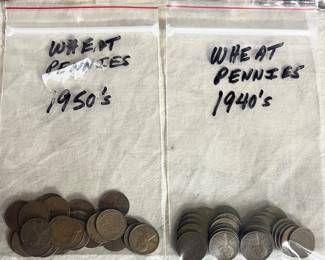 WHEAT
PENNIES
1950's
WHEAT
PENNIES
1940's